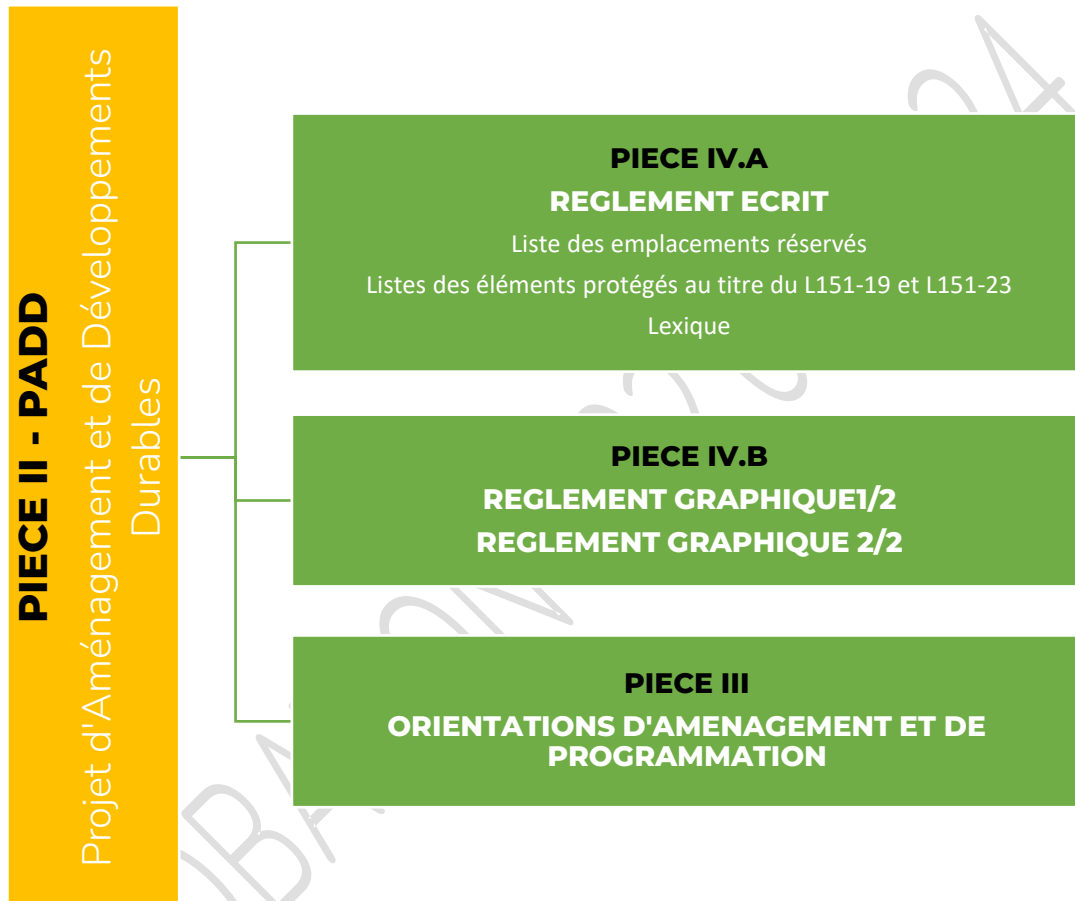 PIECE II - PADD
Projet d'Aménagement et de Développements
Durables
PIECE IV.A
REGLEMENT ECRIT
Liste des emplacements réservés
Listes des éléments protégés au titre du L151-19 et L151-23
Lexique
PIECE IV.B
REGLEMENT GRAPHIQUE1/2
REGLEMENT GRAPHIQUE 2/2
PIECE III
ORIENTATIONS D'AMENAGEMENT ET DE
PROGRAMMATION